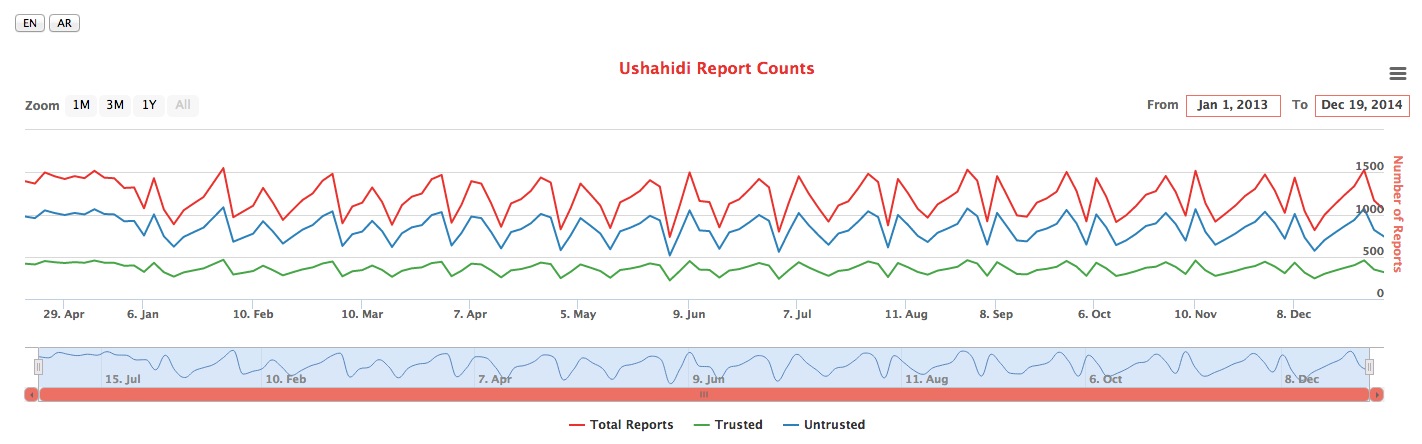 EN AR
Ushahidi Report Counts
Zoom 1M 3M 1Y All From Jan 1, 2013 To Dec 19, 2014
1500
1000
500
0
Number of Reports
29. Apr 6. Jan 10. Feb 10. Mar 7. Apr 5. May 9. Jun 7. Jul 11. Aug 8. Sep 6. Oct 10. Nov 8. Dec
15. Jul 10. Feb 7. Apr 9. Jun 11. Aug 6. Oct 8. Dec
Total Reports Trusted Untrusted